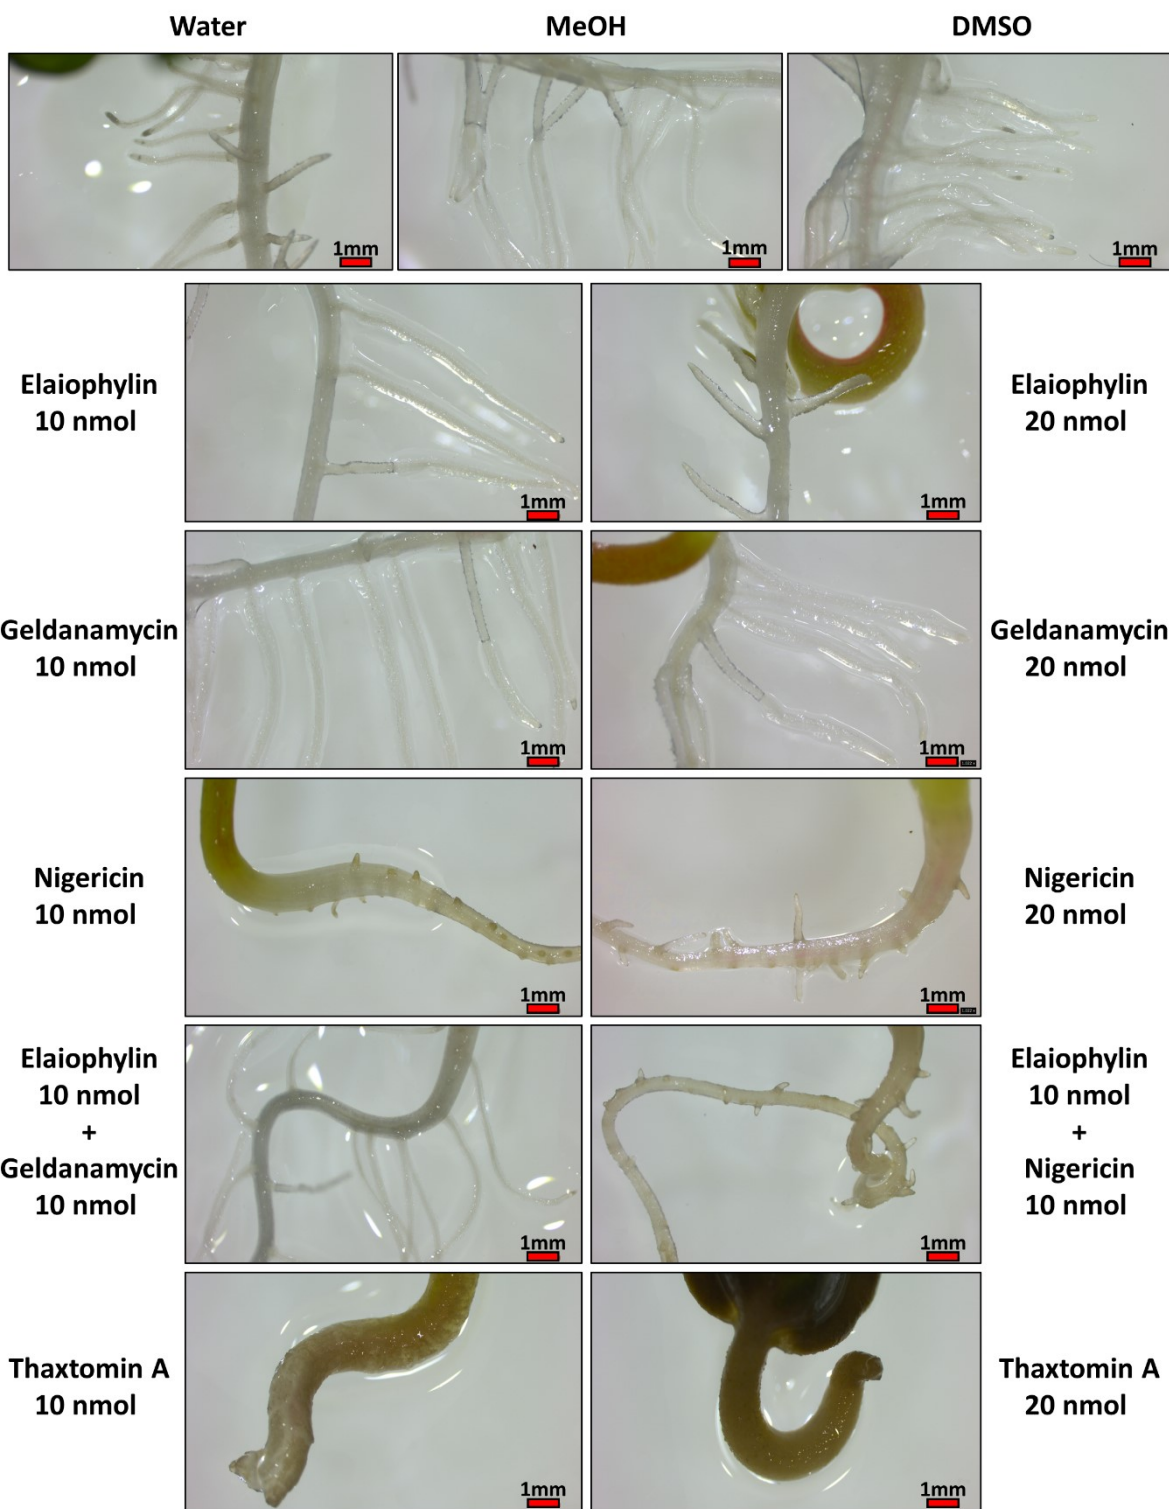 Water
MeOH
DMSO
1mm
1mm
1mm
Elaiophylin
10 nmol
1mm
1mm
Elaiophylin
20 nmol
Geldanamycin
10 nmol
1mm
1mm
Geldanamycin
20 nmol
Nigericin
10 nmol
1mm
1mm
Nigericin
20 nmol
Elaiophylin
10 nmol
+
Geldanamycin
10 nmol
1mm
1mm
Elaiophylin
10 nmol
+
Nigericin
10 nmol
Thaxtomin A
10 nmol
1mm
1mm
Thaxtomin A
20 nmol